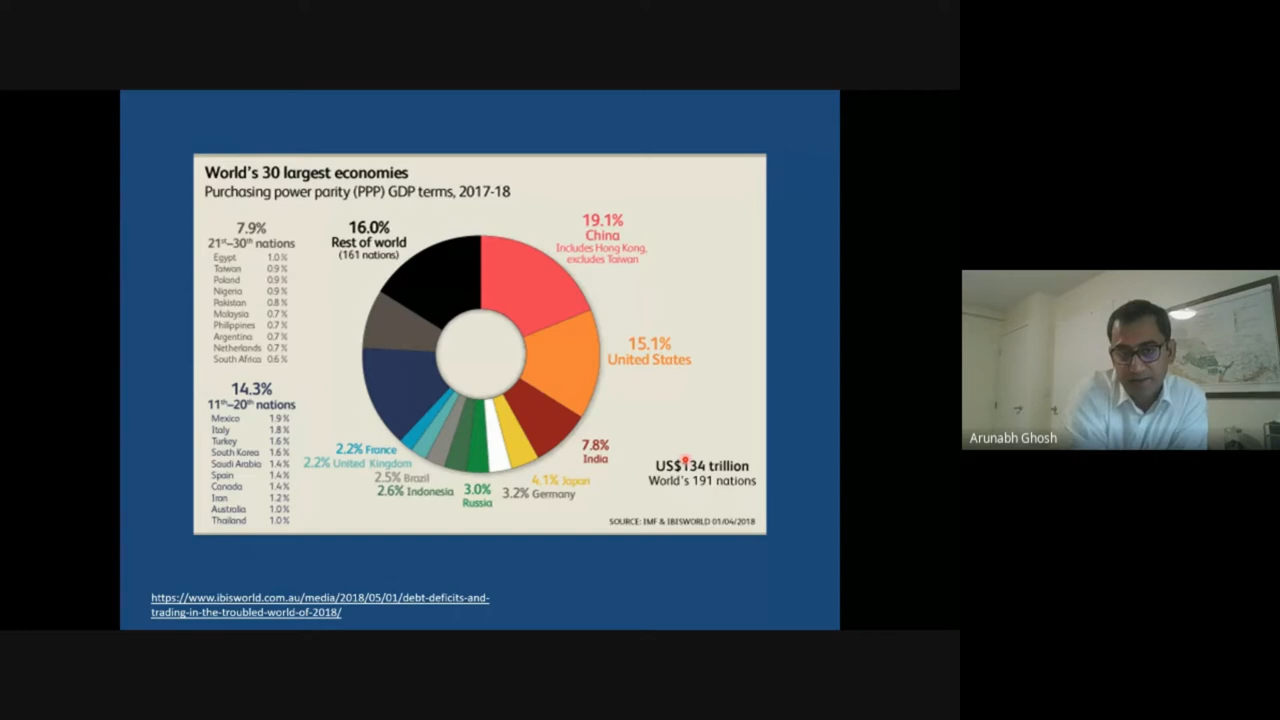 World's 30 largest economies
Purchasing power parity (PPP) GDP terms, 2017-18
7.9%
21st–30th nations
Egypt 1.0%
Taiwan 0.9%
Poland 0.9%
Nigeria 0.9%
Pakistan 0.8%
Malaysia 0.7%
Philippines 0.7%
Argentina 0.7%
Netherlands 0.7%
South Africa 0.6%
14.3%
11th–20th nations
Mexico 1.9%
Italy 1.8%
Turkey 1.6%
South Korea 1.6%
Saudi Arabia 1.4%
Spain 1.4%
Canada 1.4%
Iran 1.2%
Australia 1.0%
Thailand 1.0%
16.0%
Rest of world
(161 nations)
19.1%
China
Includes Hong Kong,
excludes Taiwan
15.1%
United States
7.8%
India
4.1% Japan
3.2% Germany
3.0%
Russia
2.6% Indonesia
2.5% Brazil
2.2% United Kingdom
2.2% France
US$134 trillion
World's 191 nations
SOURCE: IMF & IBISWORLD 01/04/2018
https://www.ibisworld.com.au/media/2018/05/01/debt-deficits-and-
trading-in-the-troubled-world-of-2018/
Arunabh Ghosh